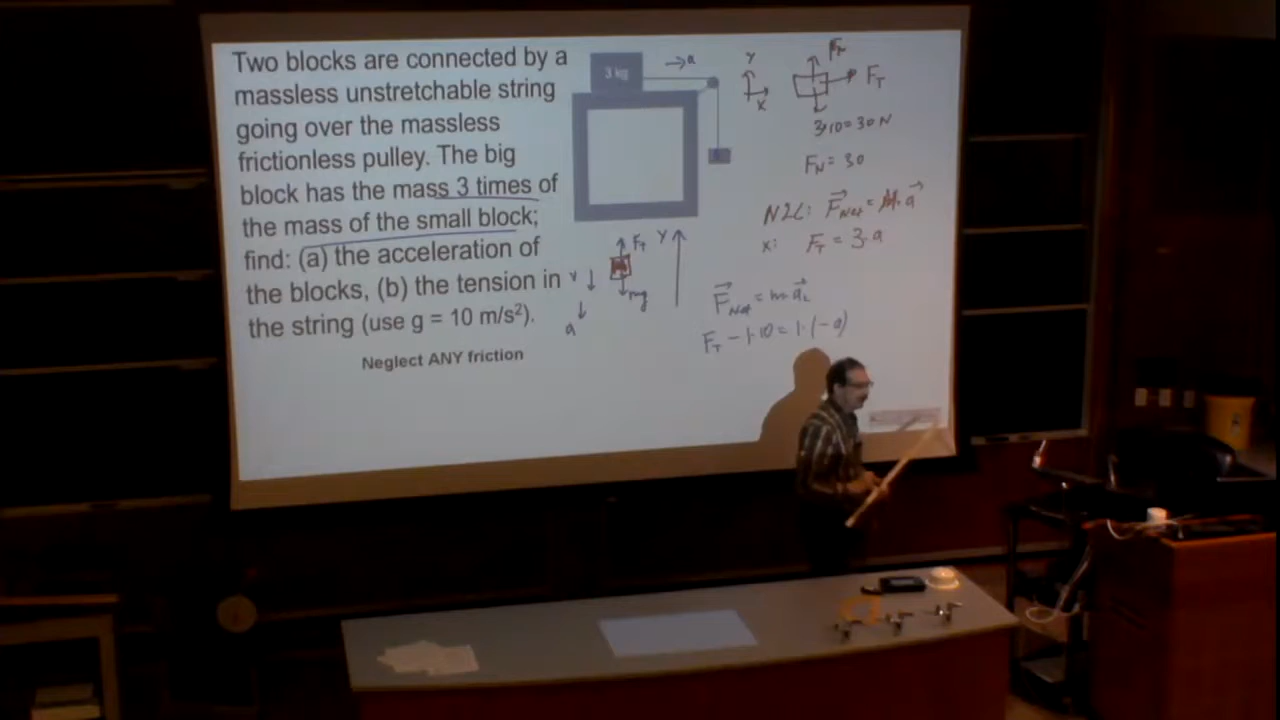 Two blocks are connected by a
massless unstretchable string
going over the massless
frictionless pulley. The big
block has the mass 3 times of
the mass of the small block;
find: (a) the acceleration of
the blocks, (b) the tension in
the string (use g = 10 m/s²).
Neglect ANY friction
3 kg
→a
Y
X
F_T
3·10=30 N
F_N = 30
N2L: F⃗_Net = M·a⃗
x: F_T = 3·a
F_T
Y
mg
v
a
F⃗_Net = m·a⃗
F_T - 1·10 = 1·(-a)